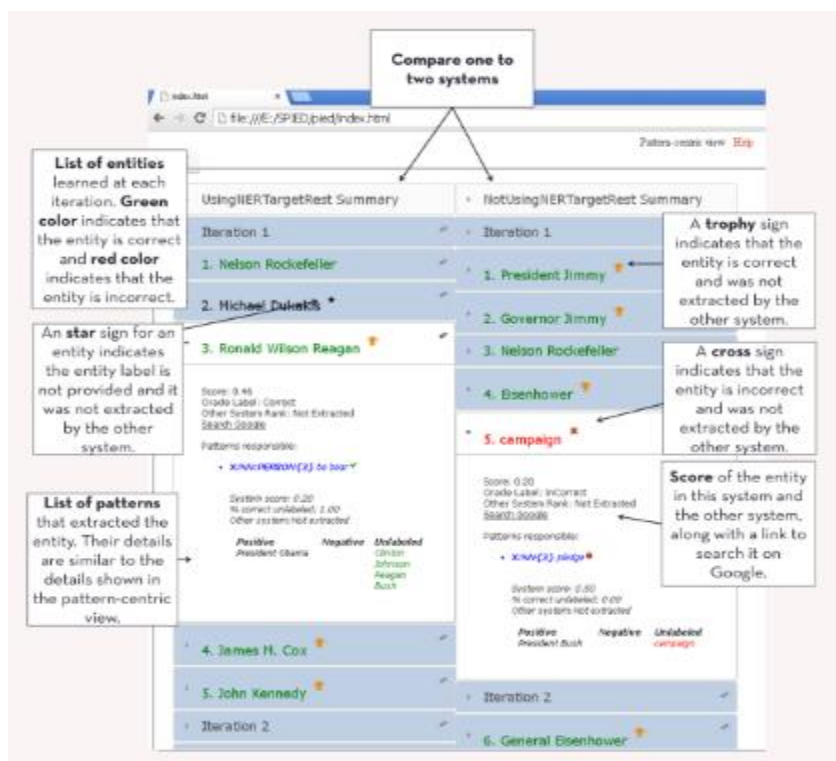 Compare one to
two systems
index.html
file:///E:/SPIED/pied/index.html
Pattern-centric view Help
List of entities
learned at each
iteration. Green
color indicates that
the entity is correct
and red color
indicates that the
entity is incorrect.
An star sign for an
entity indicates
the entity label is
not provided and it
was not extracted
by the other
system.
List of patterns
that extracted the
entity. Their details
are similar to the
details shown in
the pattern-centric
view.
UsingNERTargetRest Summary
Iteration 1
1. Nelson Rockefeller
2. Michael Dukakis
3. Ronald Wilson Reagan
Score: 0.46
Grade Label: Correct
Other System Rank: Not Extracted
Search Google
Patterns responsible:
X:NN:PERSON{3} to bear
System score: 0.20
% correct unlabeled: 1.00
Other system: Not extracted
Positive Negative Unlabeled
President Obama Clinton
Johnson
Reagan
Bush
4. James M. Cox
5. John Kennedy
Iteration 2
NotUsingNERTargetRest Summary
Iteration 1
1. President Jimmy
2. Governor Jimmy
3. Nelson Rockefeller
4. Eisenhower
5. campaign
Score: 0.20
Grade Label: InCorrect
Other System Rank: Not Extracted
Search Google
Patterns responsible:
X:NN{3} pledge
System score: 0.60
% correct unlabeled: 0.00
Other system: Not extracted
Positive Negative Unlabeled
President Bush campaign
Iteration 2
6. General Eisenhower
A trophy sign
indicates that the
entity is correct
and was not
extracted by the
other system.
A cross sign
indicates that the
entity is incorrect
and was not
extracted by the
other system.
Score of the entity
in this system and
the other system,
along with a link to
search it on
Google.